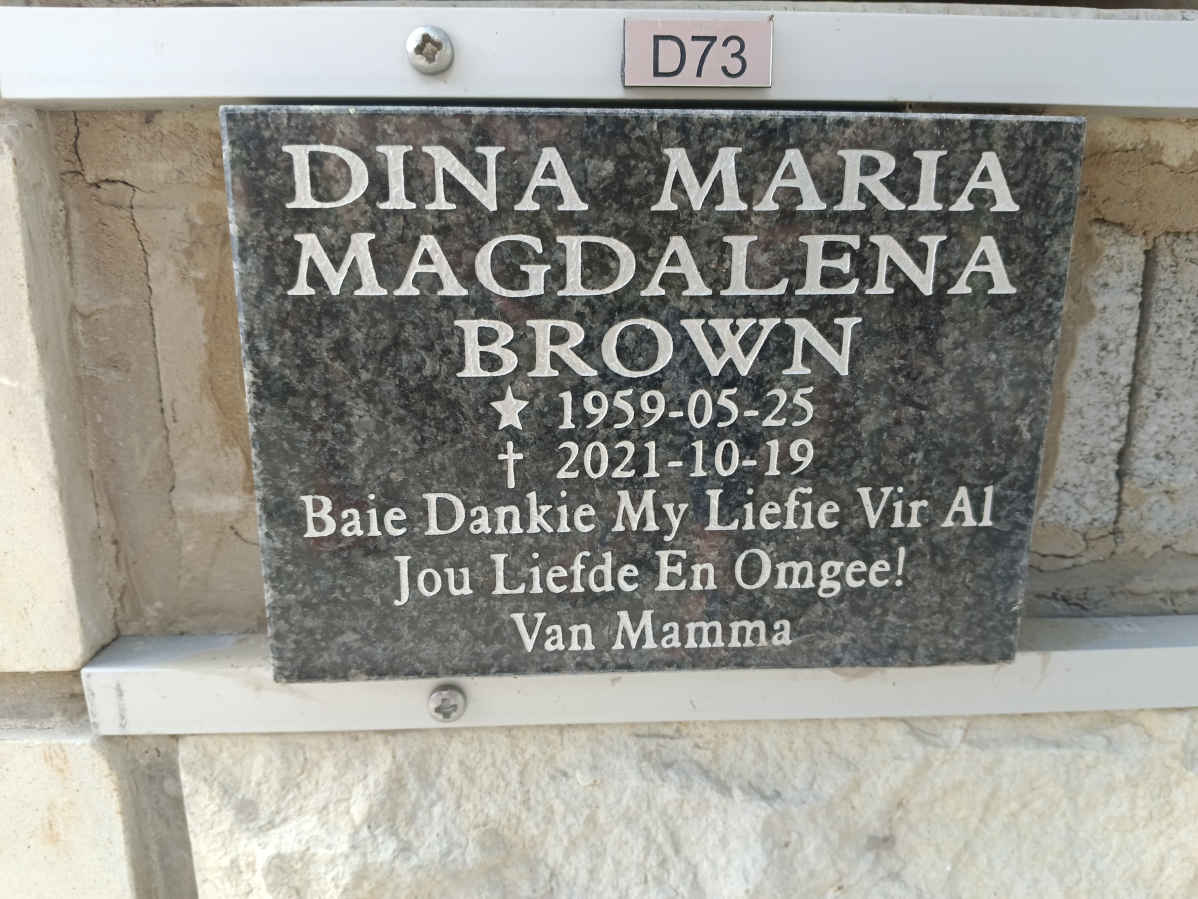 D73
DINA MARIA
MAGDALENA
BROWN
★ 1959-05-25
† 2021-10-19
Baie Dankie My Liefie Vir Al
Jou Liefde En Omgee!
Van Mamma